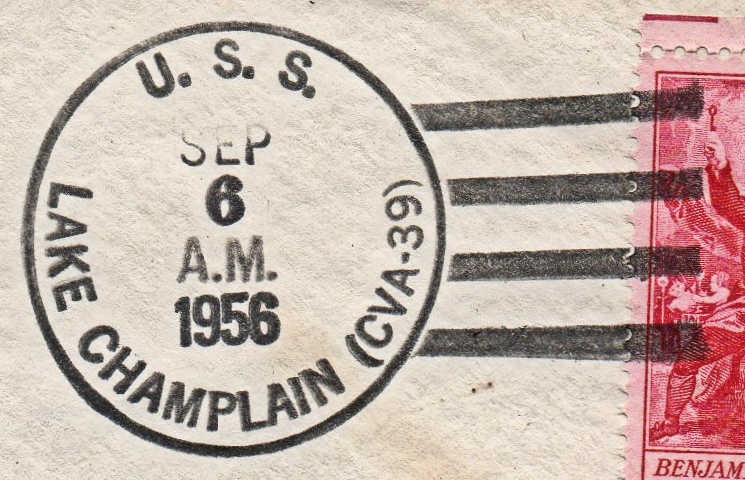 U. S. S.
SEP
6
A.M.
1956
LAKE CHAMPLAIN (CVA-39)
BENJAM